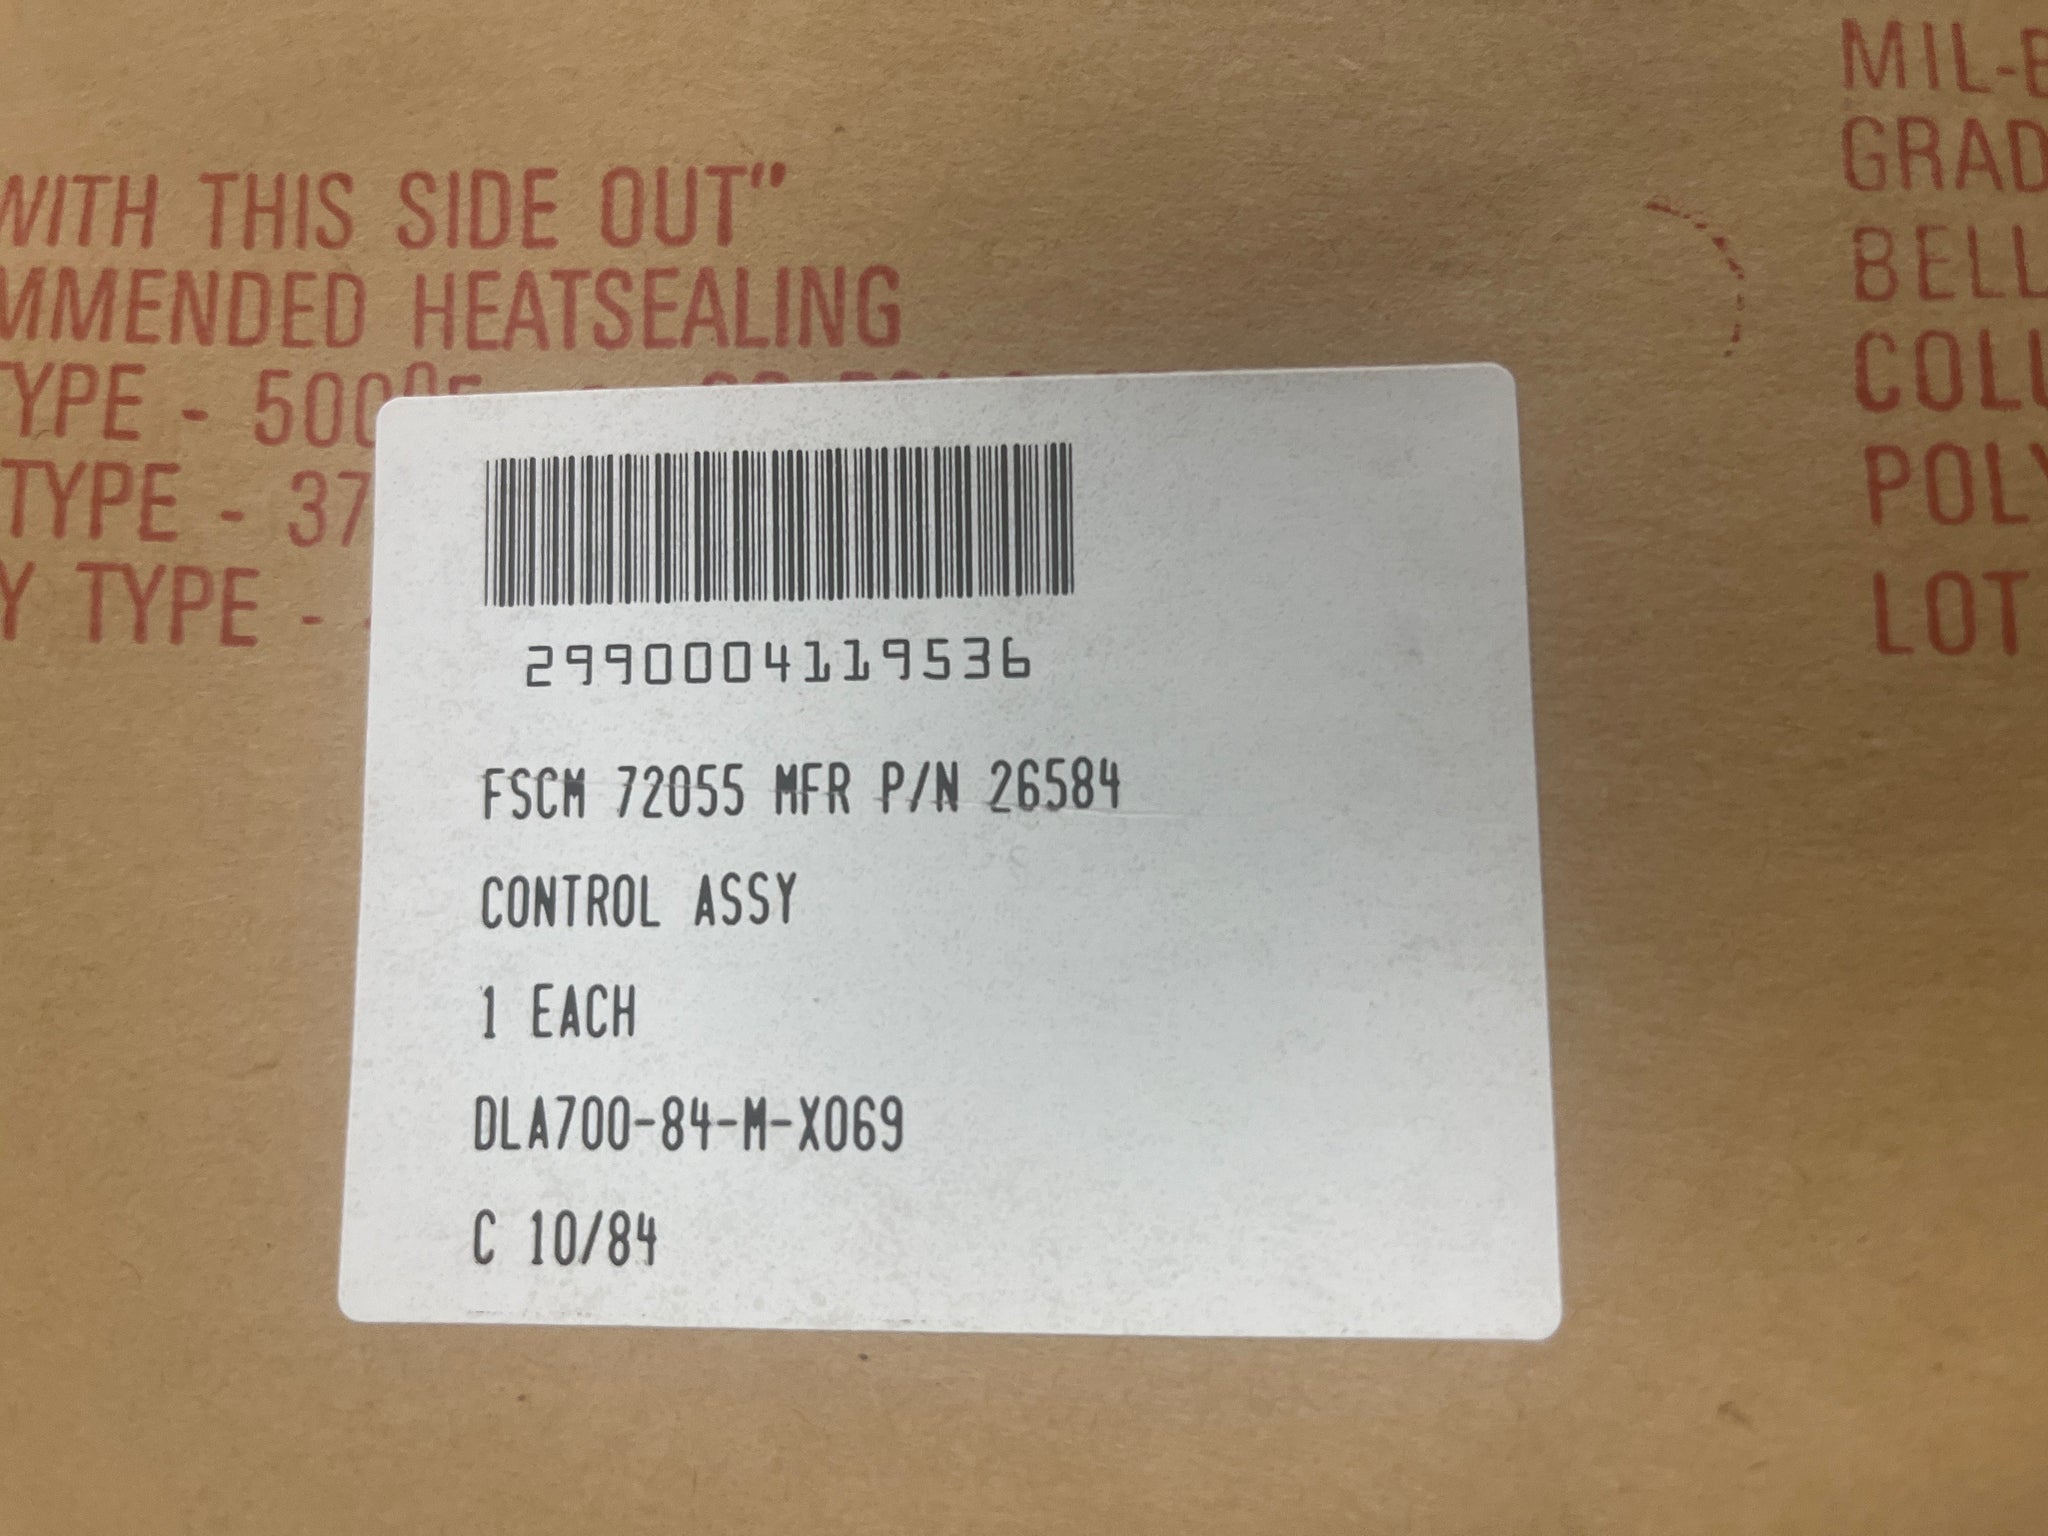 WITH THIS SIDE OUT"
HEATSEALING
TYPE - 500°F
TYPE - 37
TYPE -
2990004119536
FSCM 72055 MFR P/N 26584
CONTROL ASSY
1 EACH
DLA700-84-M-X069
C 10/84
MIL-B
GRAD
BELL
COLU
POLY
LOT